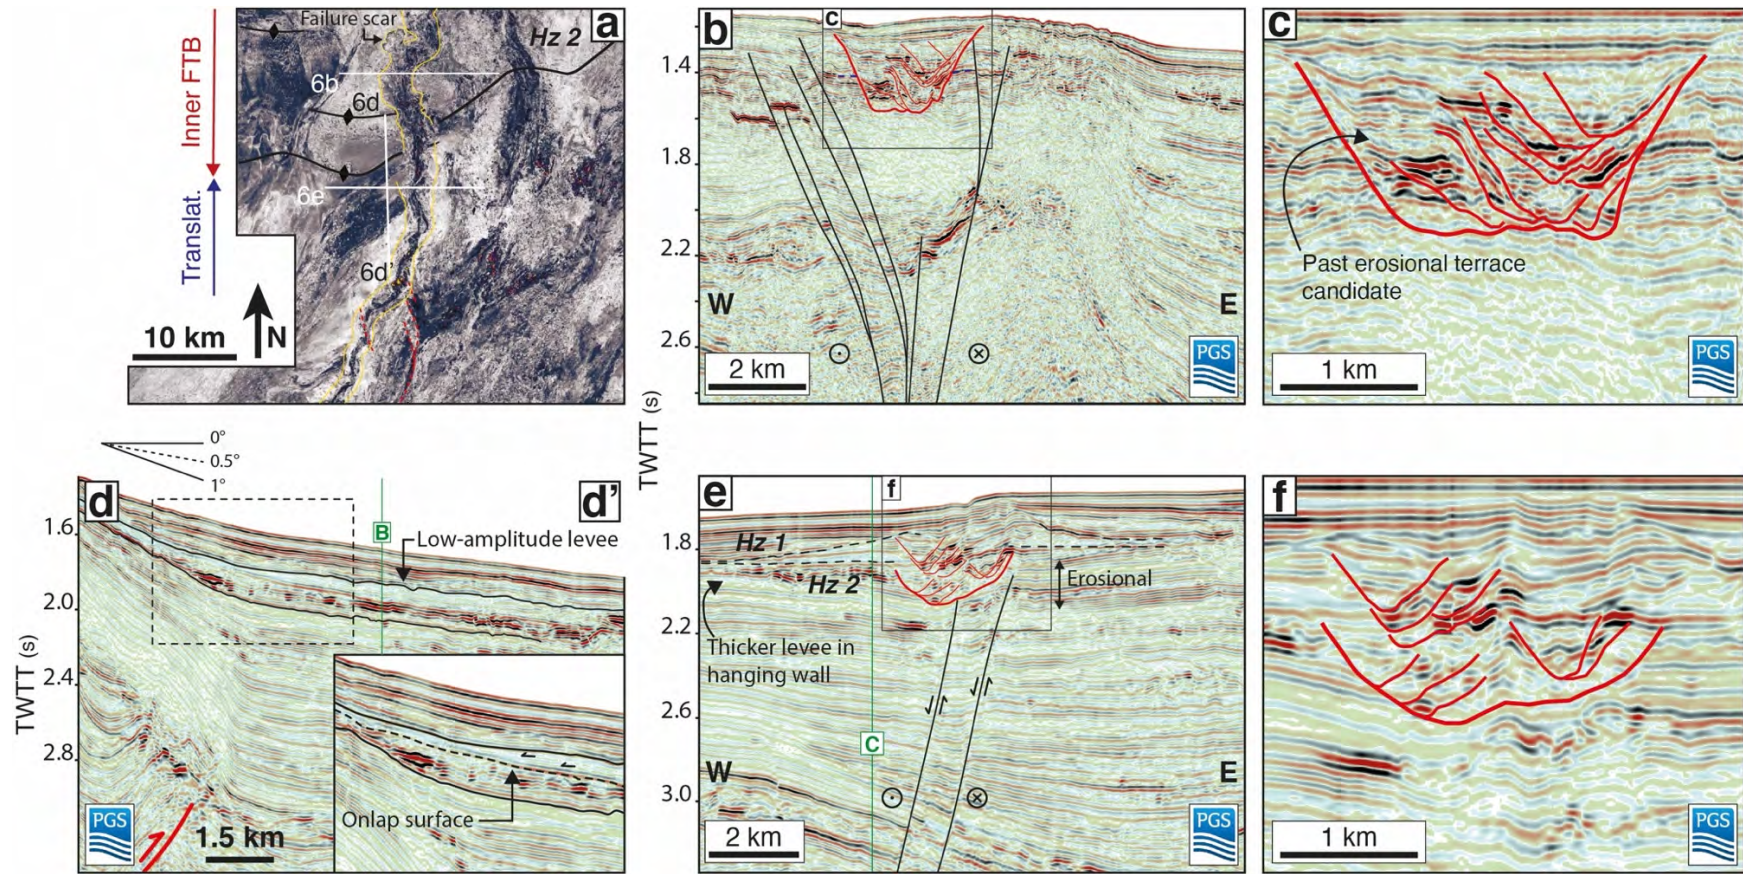 Failure scar
Hz 2
a
6b
6d
6e
6d'
Inner FTB
Translat.
10 km
N
b
c
1.4
1.8
2.2
2.6
W
E
2 km
PGS
TWTT (s)
c
Past erosional terrace
candidate
1 km
PGS
0°
0.5°
1°
d
d'
B
Low-amplitude levee
1.6
2.0
2.4
2.8
TWTT (s)
Onlap surface
PGS
1.5 km
e
f
Hz 1
Hz 2
Erosional
1.8
2.2
2.6
3.0
Thicker levee in
hanging wall
C
W
E
2 km
PGS
f
1 km
PGS